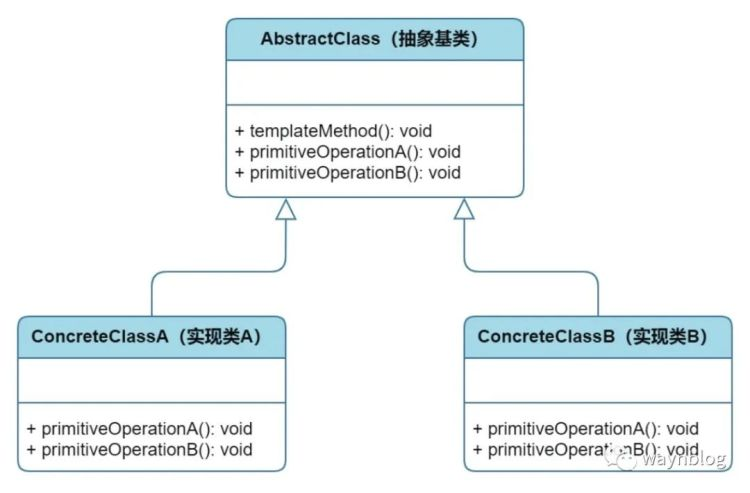 AbstractClass（抽象基类）
+ templateMethod(): void
+ primitiveOperationA(): void
+ primitiveOperationB(): void
ConcreteClassA（实现类A）
+ primitiveOperationA(): void
+ primitiveOperationB(): void
ConcreteClassB（实现类B）
+ primitiveOperationA(): void
+ primitiveOperationB(): void
waynblog